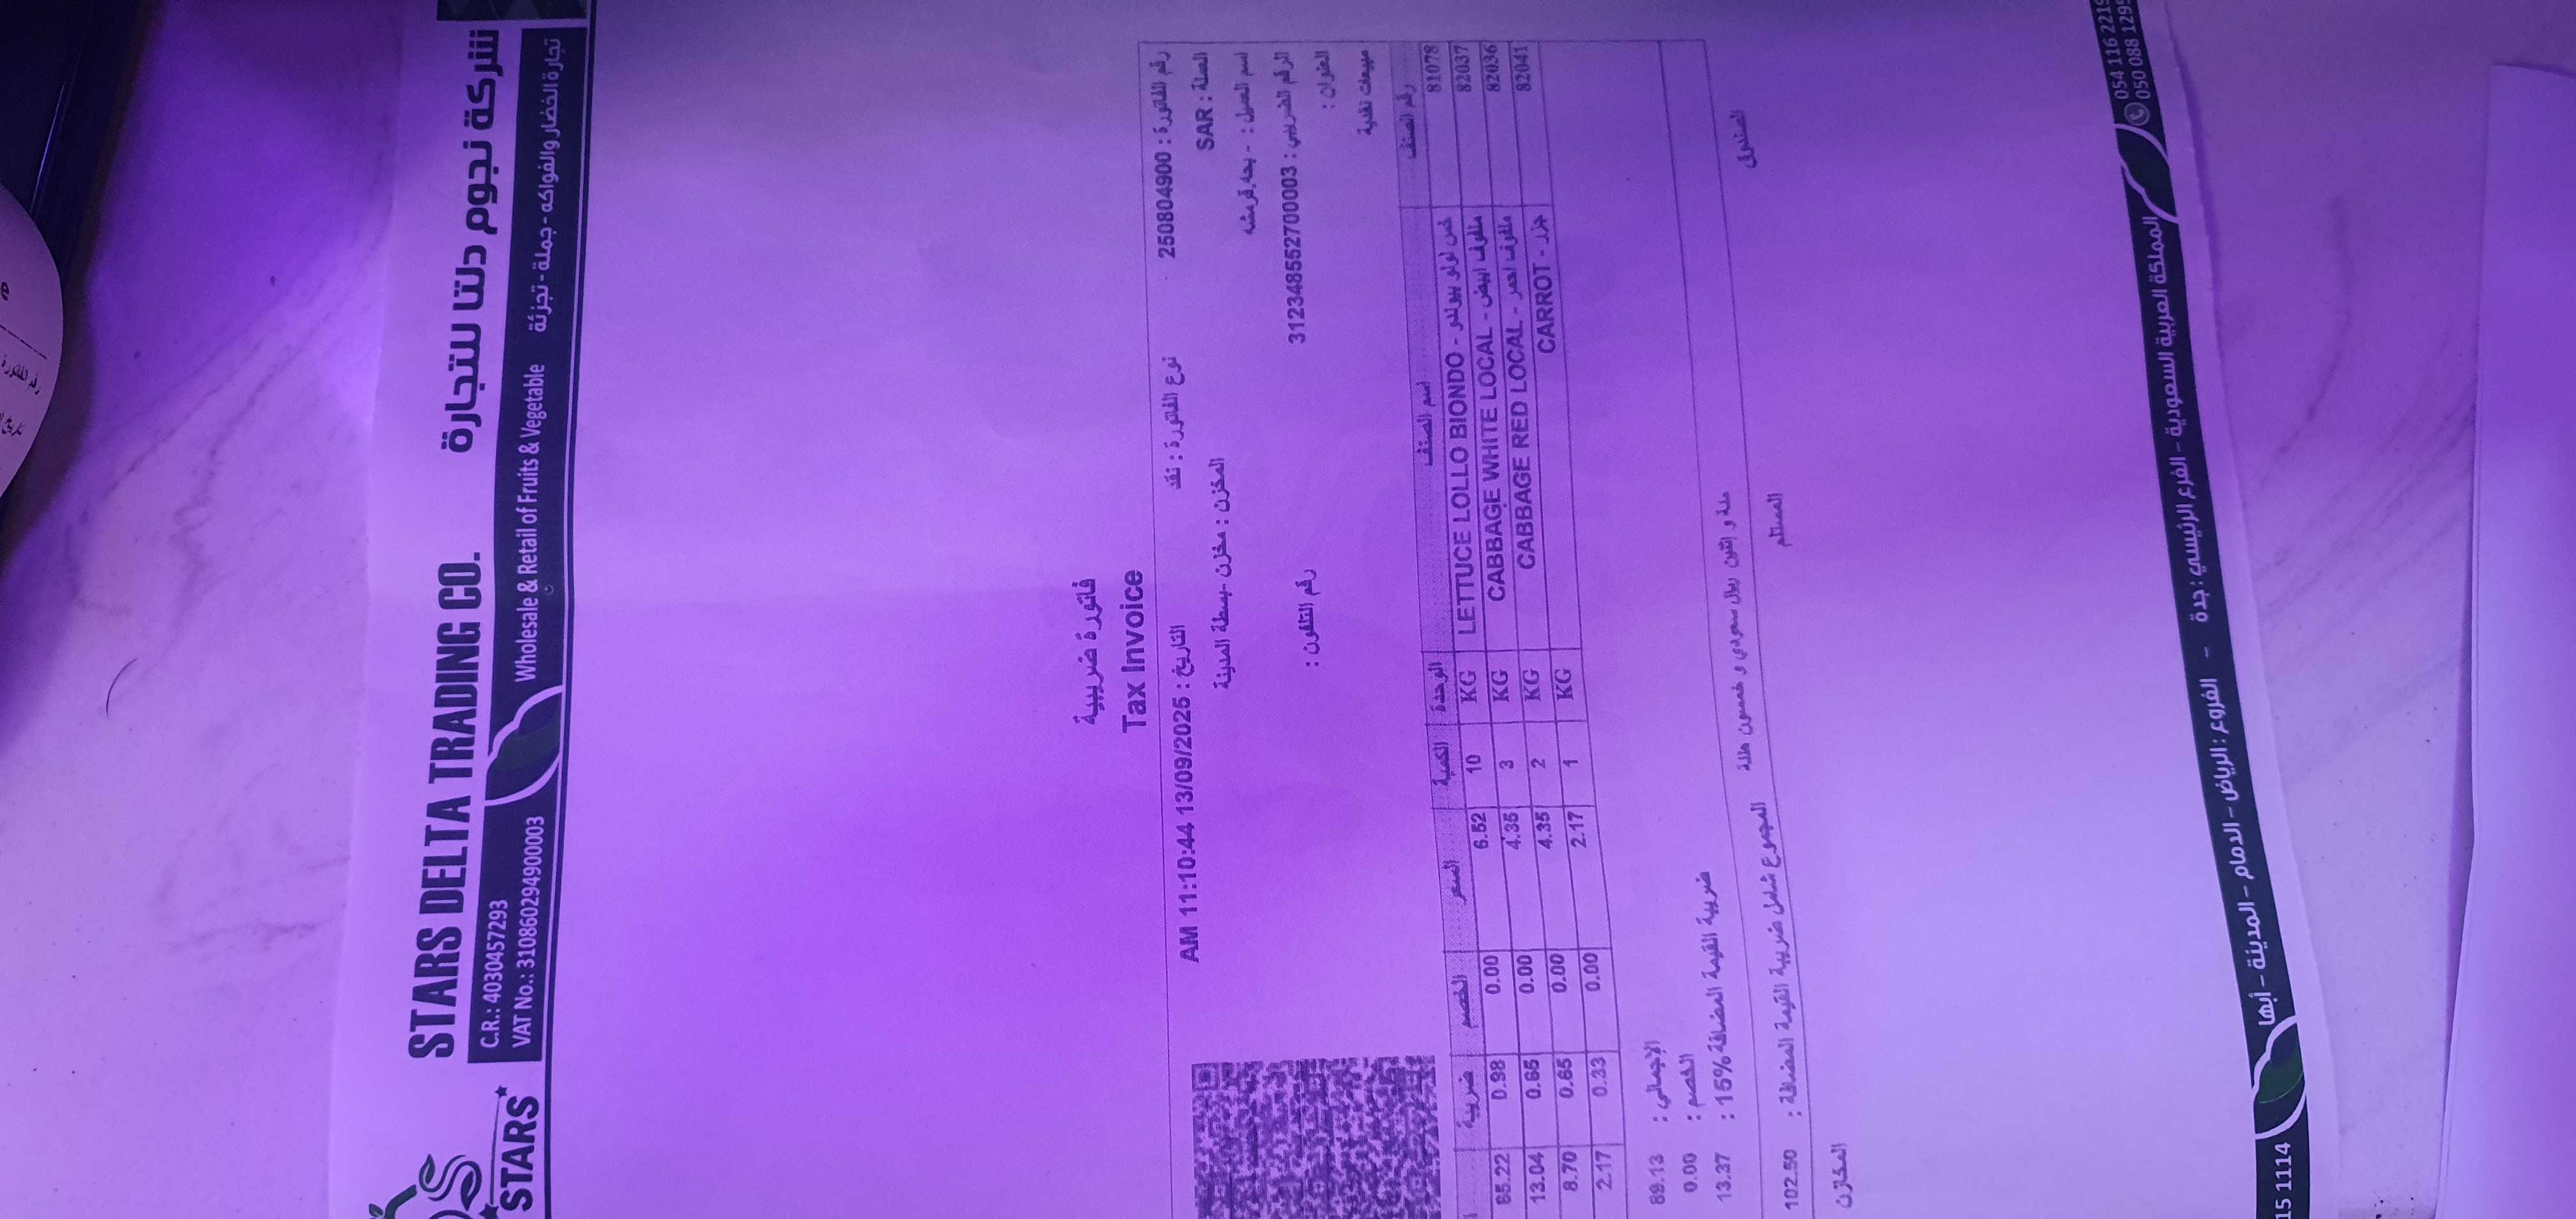 STARS
STARS DELTA TRADING CO.
شركة نجوم دلتا للتجارة
C.R.: 4030457293
VAT No.: 310860294900003
Wholesale & Retail of Fruits & Vegetable
تجارة الخضار والفواكه - جملة - تجزئة
فاتورة ضريبية
Tax Invoice
رقم الفاتورة : 250804900
نوع الفاتورة : نقد
التاريخ : 13/09/2025 11:10:44 AM
العملة : SAR
المخزن : مخزن -بسطة المدينة
اسم العميل : - بحه.قرمشه
الرقم الضريبي : 312348552700003
رقم التلفون :
العنوان :
مبيعات نقدية
رقم الصنف اسم الصنف الوحدة الكمية السعر الخصم ضريبة
81078 خس لولو بيوندو - LETTUCE LOLLO BIONDO KG 10 6.52 0.00 0.98 65.22
82037 ملفوف ابيض - CABBAGE WHITE LOCAL KG 3 4.35 0.00 0.65 13.04
82036 ملفوف احمر - CABBAGE RED LOCAL KG 2 4.35 0.00 0.65 8.70
82041 جزر - CARROT KG 1 2.17 0.00 0.33 2.17
الإجمالي : 89.13
الخصم : 0.00
ضريبة القيمة المضافة 15% : 13.37
مئة و إثنين ريال سعودي و خمسون هللة
المجموع شامل ضريبة القيمة المضافة : 102.50
الصندوق
المستلم
المخازن
054 116 221
050 088 129
المملكة العربية السعودية – الفرع الرئيسي : جدة – الفروع : الرياض – الدمام – المدينة – أبها
15 1114